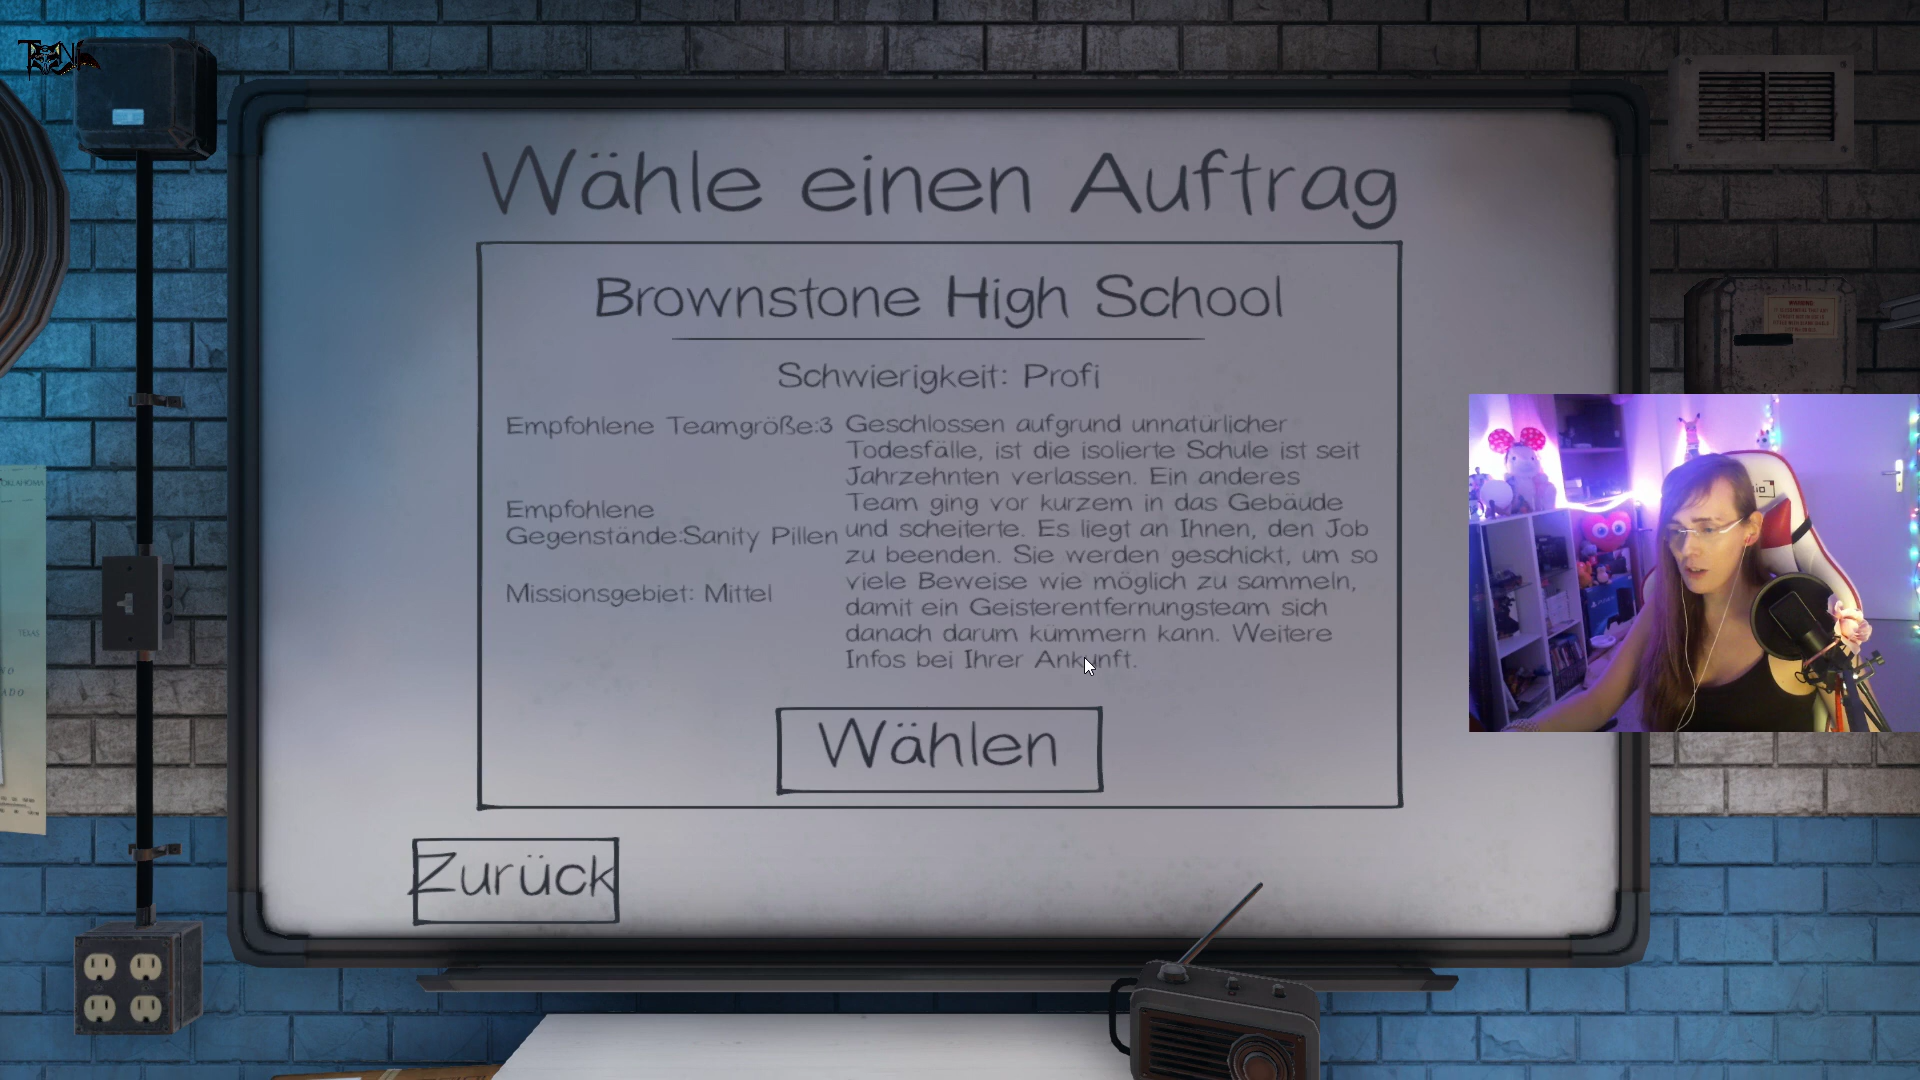 Wähle einen Auftrag
Brownstone High School
Schwierigkeit: Profi
Empfohlene Teamgröße:3
Empfohlene
Gegenstände:Sanity Pillen
Missionsgebiet: Mittel
Geschlossen aufgrund unnatürlicher
Todesfälle, ist die isolierte Schule ist seit
Jahrzehnten verlassen. Ein anderes
Team ging vor kurzem in das Gebäude
und scheiterte. Es liegt an Ihnen, den Job
zu beenden. Sie werden geschickt, um so
viele Beweise wie möglich zu sammeln,
damit ein Geisterentfernungsteam sich
danach darum kümmern kann. Weitere
Infos bei Ihrer Ankunft.
Wählen
Zurück
OKLAHOMA
TEXAS
WARNING